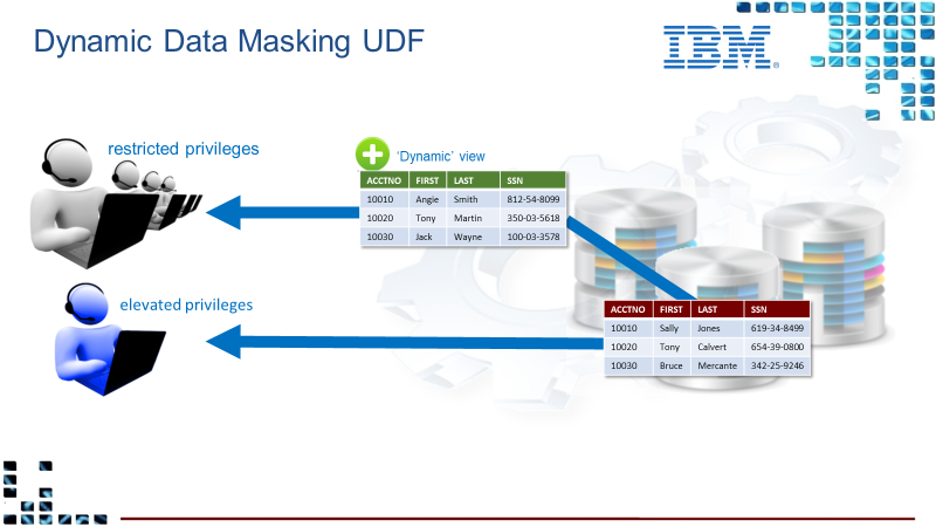 Dynamic Data Masking UDF
IBM®
restricted privileges
'Dynamic' view
ACCTNO FIRST LAST SSN
10010 Angie Smith 812-54-8099
10020 Tony Martin 350-03-5618
10030 Jack Wayne 100-03-3578
elevated privileges
ACCTNO FIRST LAST SSN
10010 Sally Jones 619-34-8499
10020 Tony Calvert 654-39-0800
10030 Bruce Mercante 342-25-9246